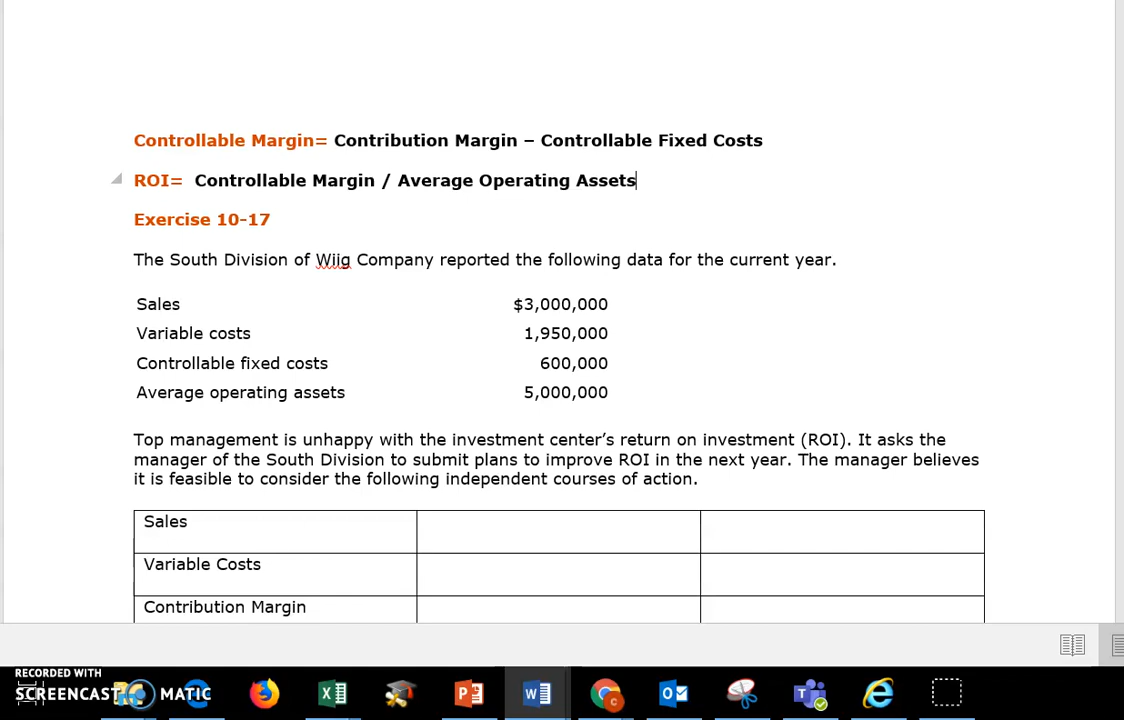 Controllable Margin= Contribution Margin – Controllable Fixed Costs
ROI= Controllable Margin / Average Operating Assets
Exercise 10-17
The South Division of Wiig Company reported the following data for the current year.
Sales $3,000,000
Variable costs 1,950,000
Controllable fixed costs 600,000
Average operating assets 5,000,000
Top management is unhappy with the investment center’s return on investment (ROI). It asks the
manager of the South Division to submit plans to improve ROI in the next year. The manager believes
it is feasible to consider the following independent courses of action.
Sales
Variable Costs
Contribution Margin
RECORDED WITH
SCREENCAST MATIC